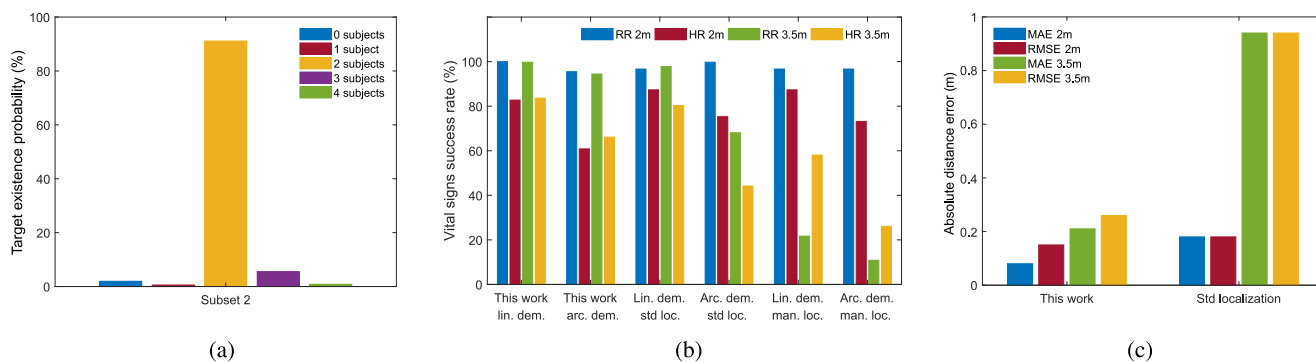 100
80
60
40
20
0
Target existence probability (%)
Subset 2
0 subjects
1 subject
2 subjects
3 subjects
4 subjects
(a)
RR 2m HR 2m RR 3.5m HR 3.5m
100
80
60
40
20
0
Vital signs success rate (%)
This work This work Lin. dem. Arc. dem. Lin. dem. Arc. dem.
lin. dem. arc. dem. std loc. std loc. man. loc. man. loc.
(b)
1
0.8
0.6
0.4
0.2
0
Absolute distance error (m)
MAE 2m
RMSE 2m
MAE 3.5m
RMSE 3.5m
This work Std localization
(c)